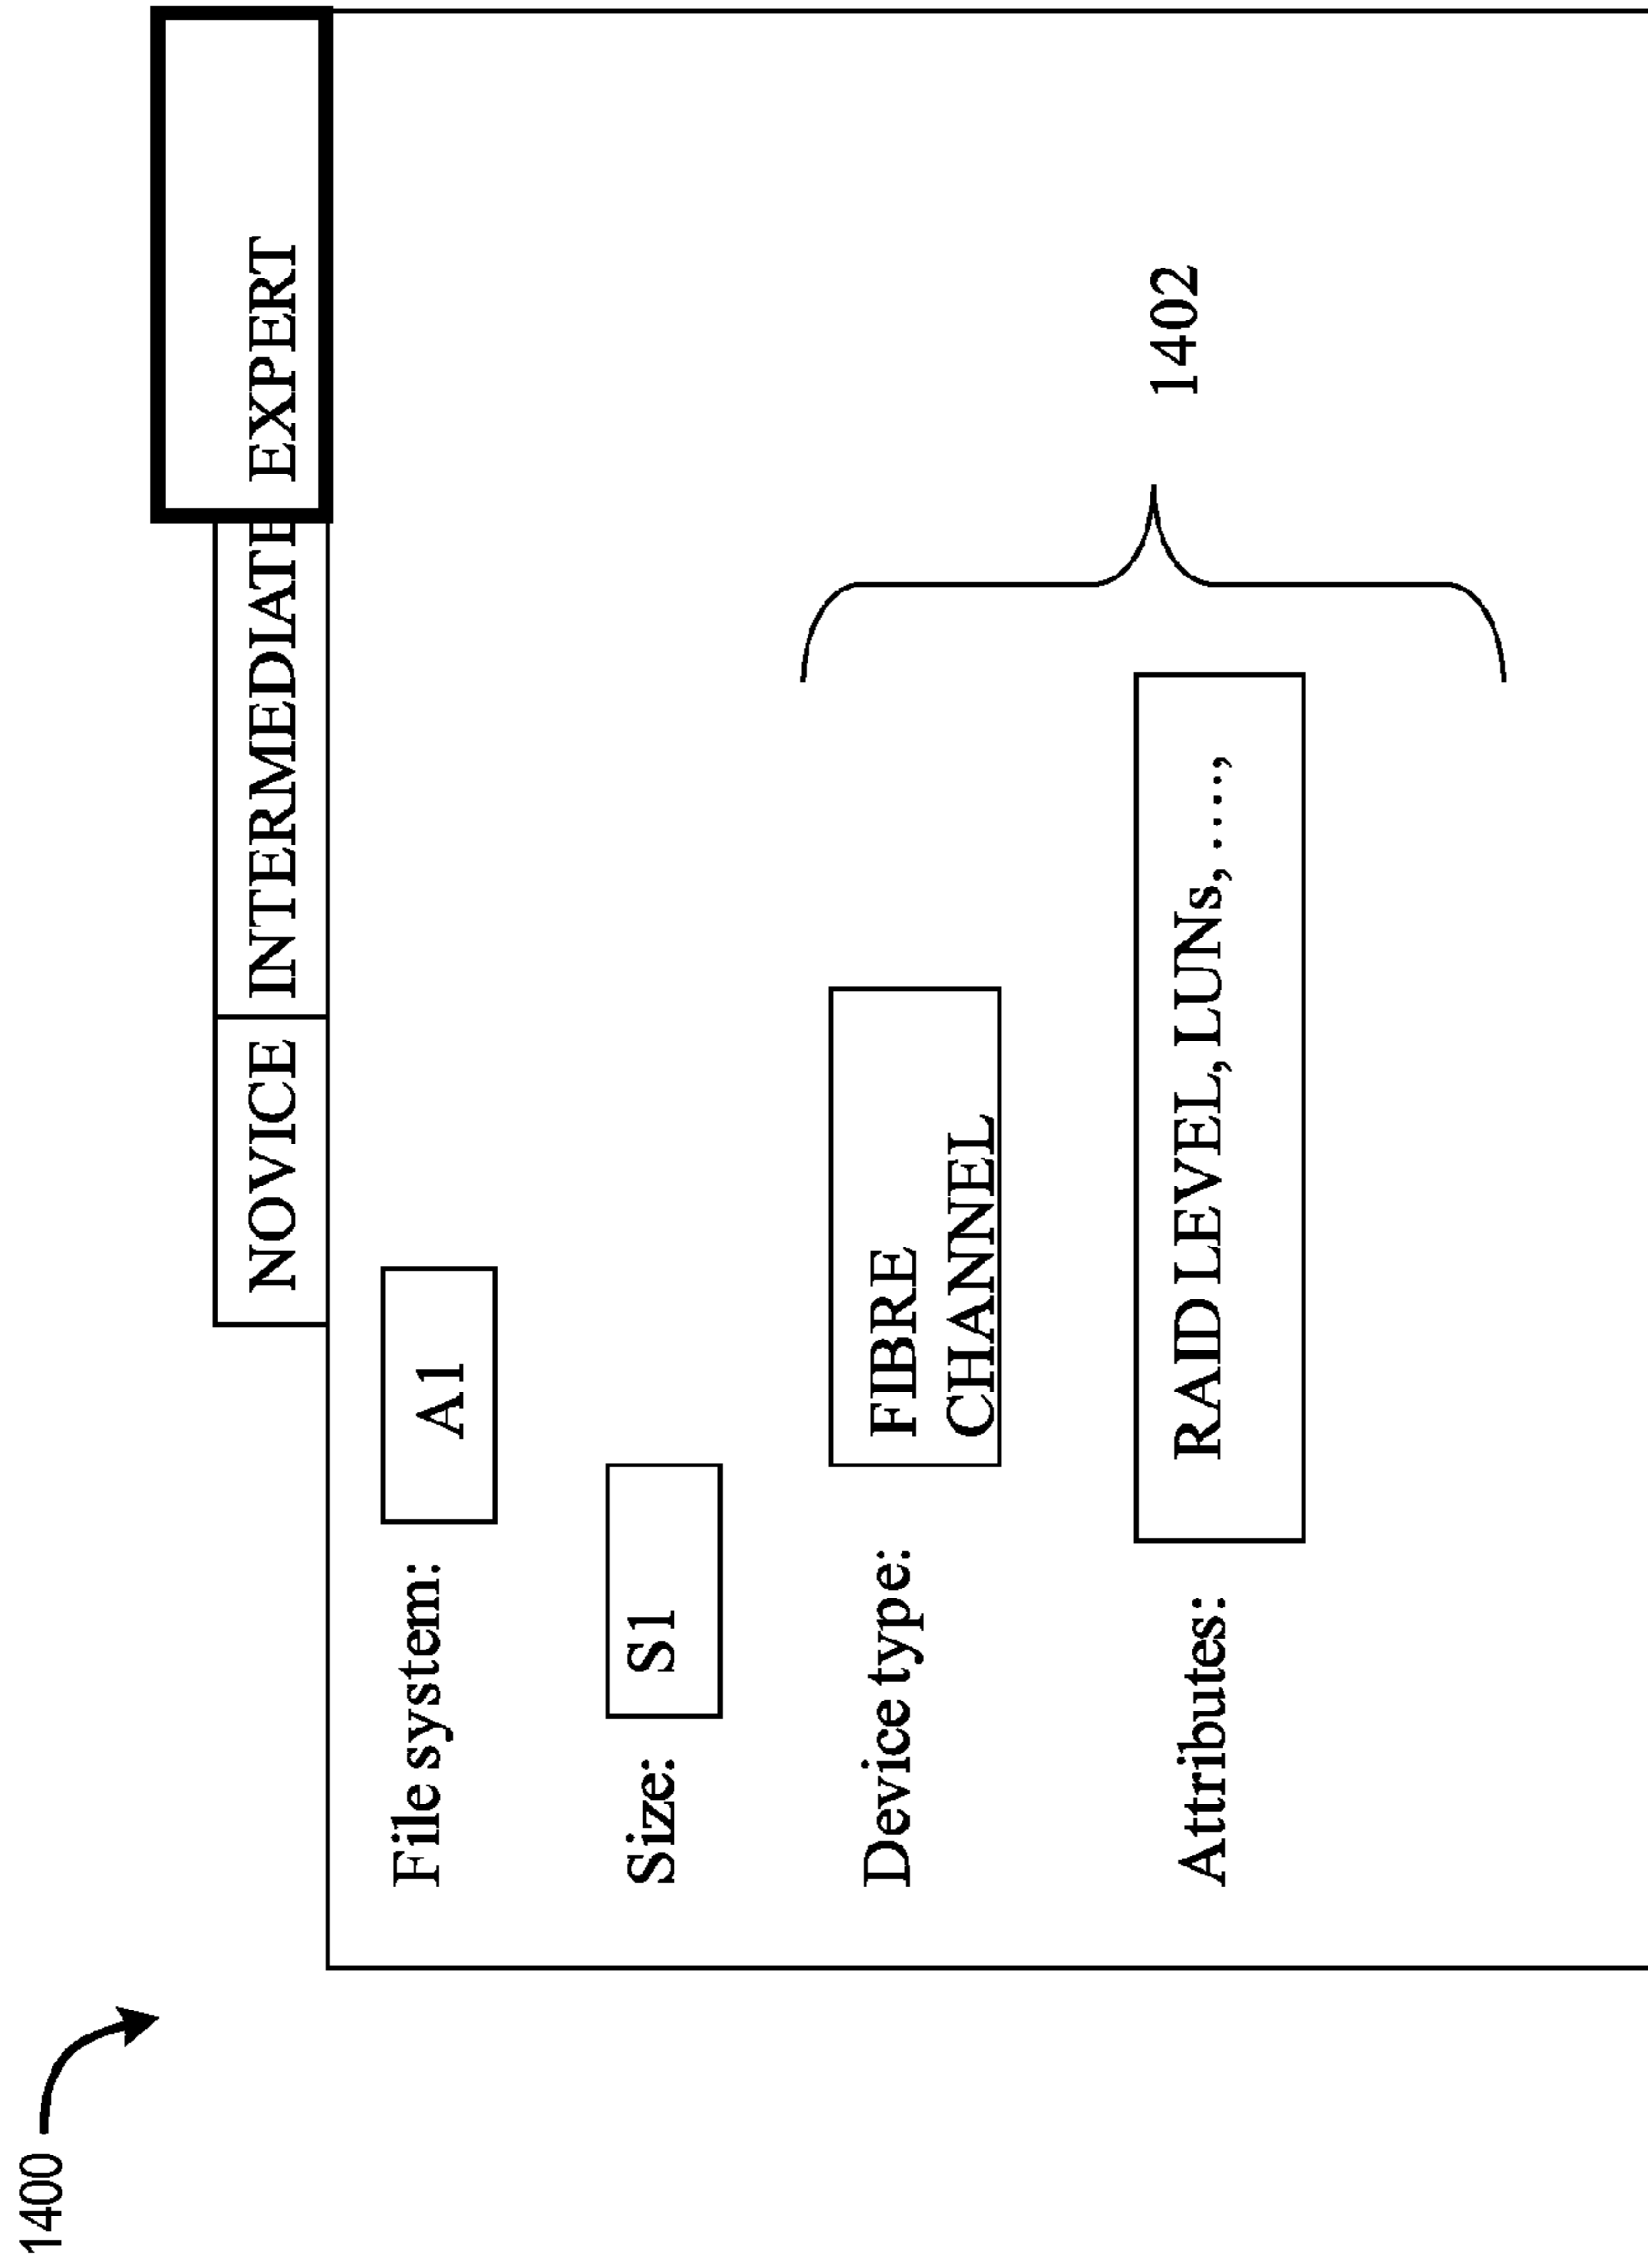 1400
NOVICE INTERMEDIATE EXPERT
File system: A1
Size: S1
Device type: FIBRE
CHANNEL
1402
Attributes: RAID LEVEL, LUNs, ....,